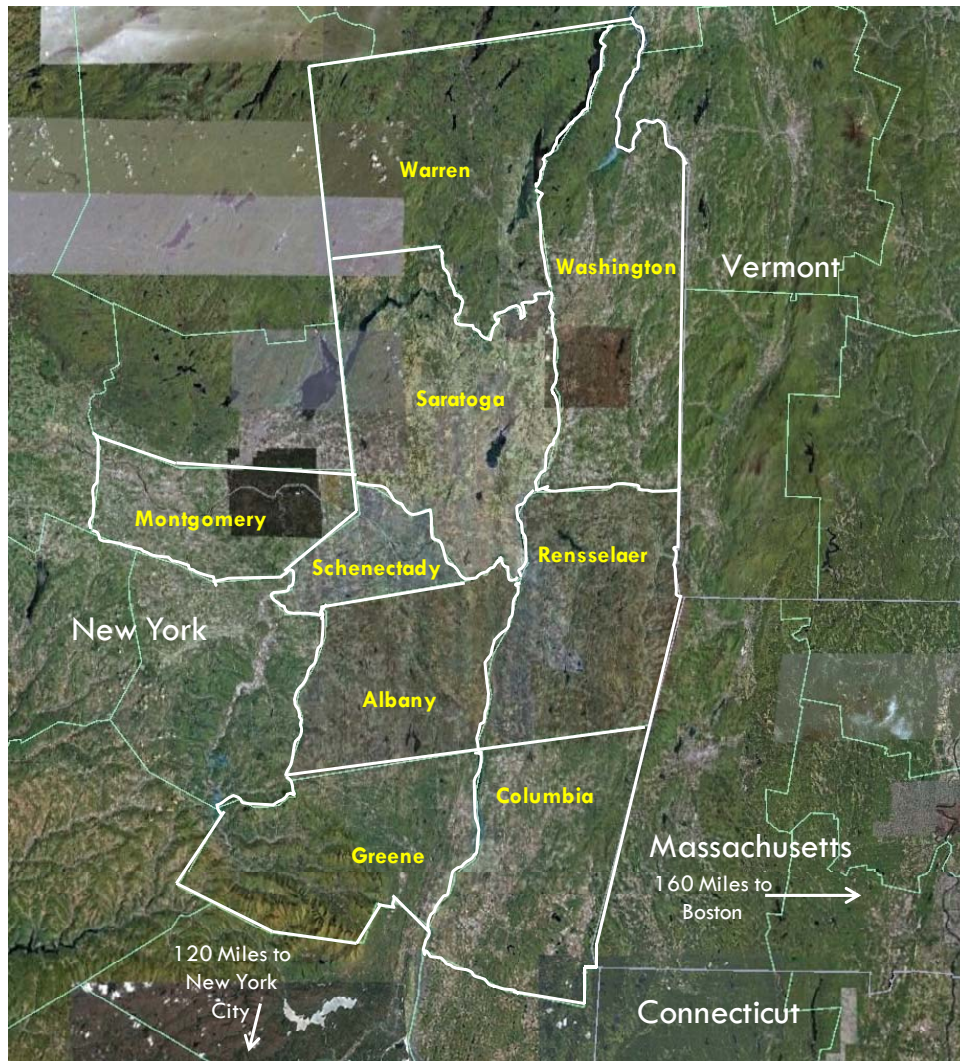 Warren
Washington
Vermont
Saratoga
Montgomery
Rensselaer
Schenectady
New York
Albany
Columbia
Greene
Massachusetts
160 Miles to
Boston
120 Miles to
New York
City
Connecticut